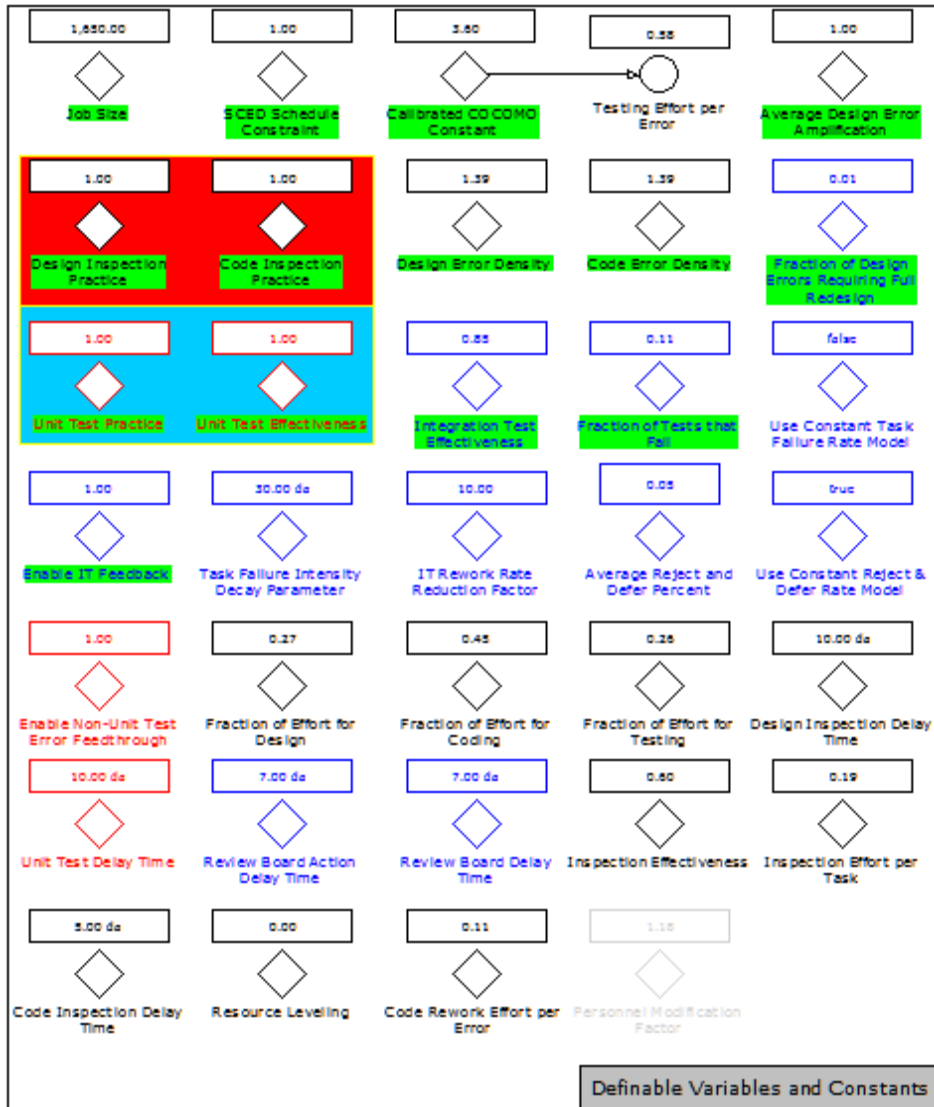 1,650.00
1.00
3.60
0.58
1.00
Job Size
SCED Schedule
Constraint
Calibrated COCOMO
Constant
Testing Effort per
Error
Average Design Error
Amplification
1.00
1.00
1.39
1.39
0.01
Design Inspection
Practice
Code Inspection
Practice
Design Error Density
Code Error Density
Fraction of Design
Errors Requiring Full
Redesign
1.00
1.00
0.85
0.11
false
Unit Test Practice
Unit Test Effectiveness
Integration Test
Effectiveness
Fraction of Tests that
Fail
Use Constant Task
Failure Rate Model
1.00
30.00 da
10.00
0.05
true
Enable IT Feedback
Task Failure Intensity
Decay Parameter
IT Rework Rate
Reduction Factor
Average Reject and
Defer Percent
Use Constant Reject &
Defer Rate Model
1.00
0.27
0.45
0.26
10.00 da
Enable Non-Unit Test
Error Feedthrough
Fraction of Effort for
Design
Fraction of Effort for
Coding
Fraction of Effort for
Testing
Design Inspection Delay
Time
10.00 da
7.00 da
7.00 da
0.60
0.19
Unit Test Delay Time
Review Board Action
Delay Time
Review Board Delay
Time
Inspection Effectiveness
Inspection Effort per
Task
5.00 da
0.00
0.11
1.18
Code Inspection Delay
Time
Resource Leveling
Code Rework Effort per
Error
Personnel Modification
Factor
Definable Variables and Constants